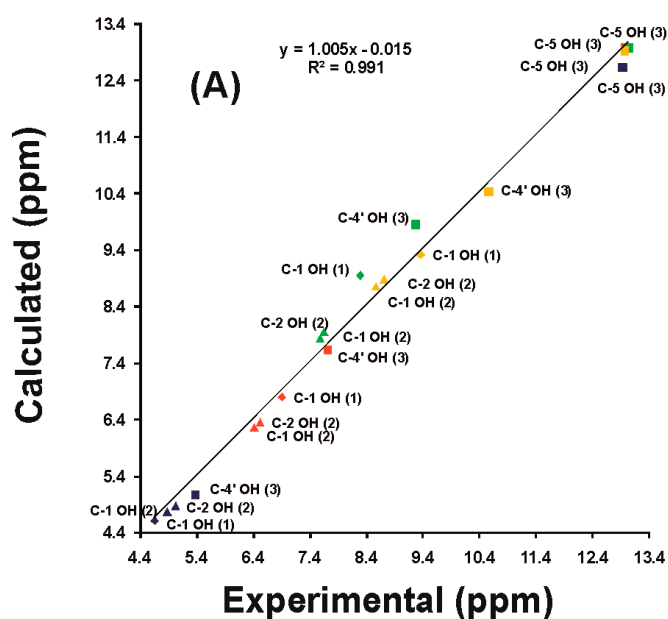 13.4
12.4
11.4
10.4
9.4
8.4
7.4
6.4
5.4
4.4
Calculated (ppm)
(A)
y = 1.005x - 0.015
R² = 0.991
C-5 OH (3)
C-5 OH (3)
C-5 OH (3)
C-5 OH (3)
C-4' OH (3)
C-4' OH (3)
C-1 OH (1)
C-1 OH (1)
C-2 OH (2)
C-1 OH (2)
C-2 OH (2)
C-1 OH (2)
C-4' OH (3)
C-1 OH (1)
C-2 OH (2)
C-1 OH (2)
C-4' OH (3)
C-1 OH (2)
C-2 OH (2)
C-1 OH (1)
4.4 5.4 6.4 7.4 8.4 9.4 10.4 11.4 12.4 13.4
Experimental (ppm)